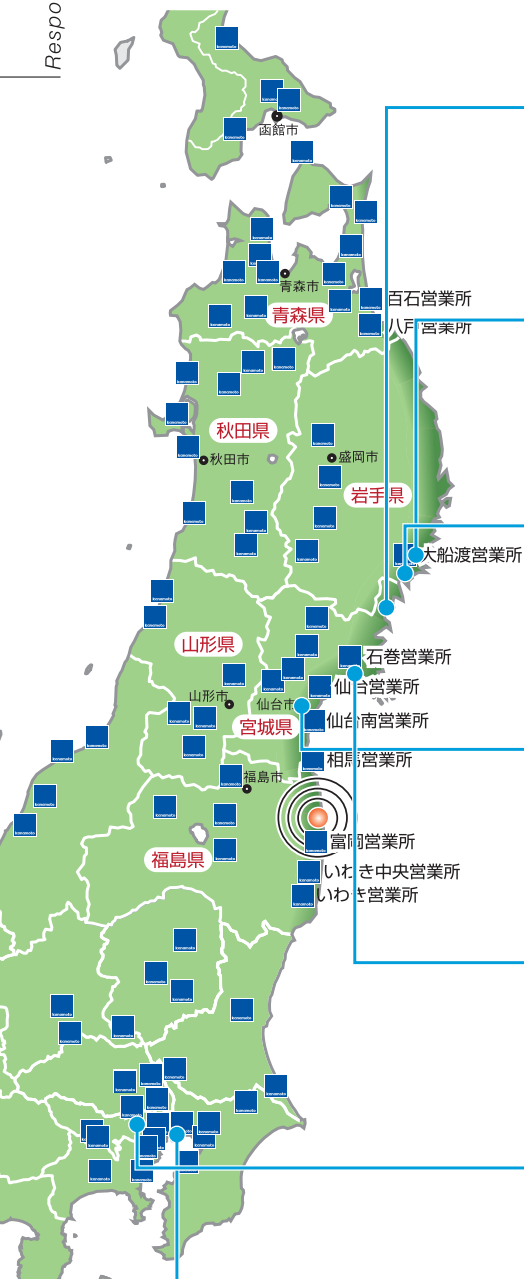 Respo
函館市
青森市
百石営業所
青森県
八戸営業所
秋田県
秋田市
盛岡市
岩手県
大船渡営業所
山形県
石巻営業所
仙台営業所
山形市
仙台市
仙台南営業所
宮城県
相馬営業所
福島市
富岡営業所
福島県
いわき中央営業所
いわき営業所
kanamoto